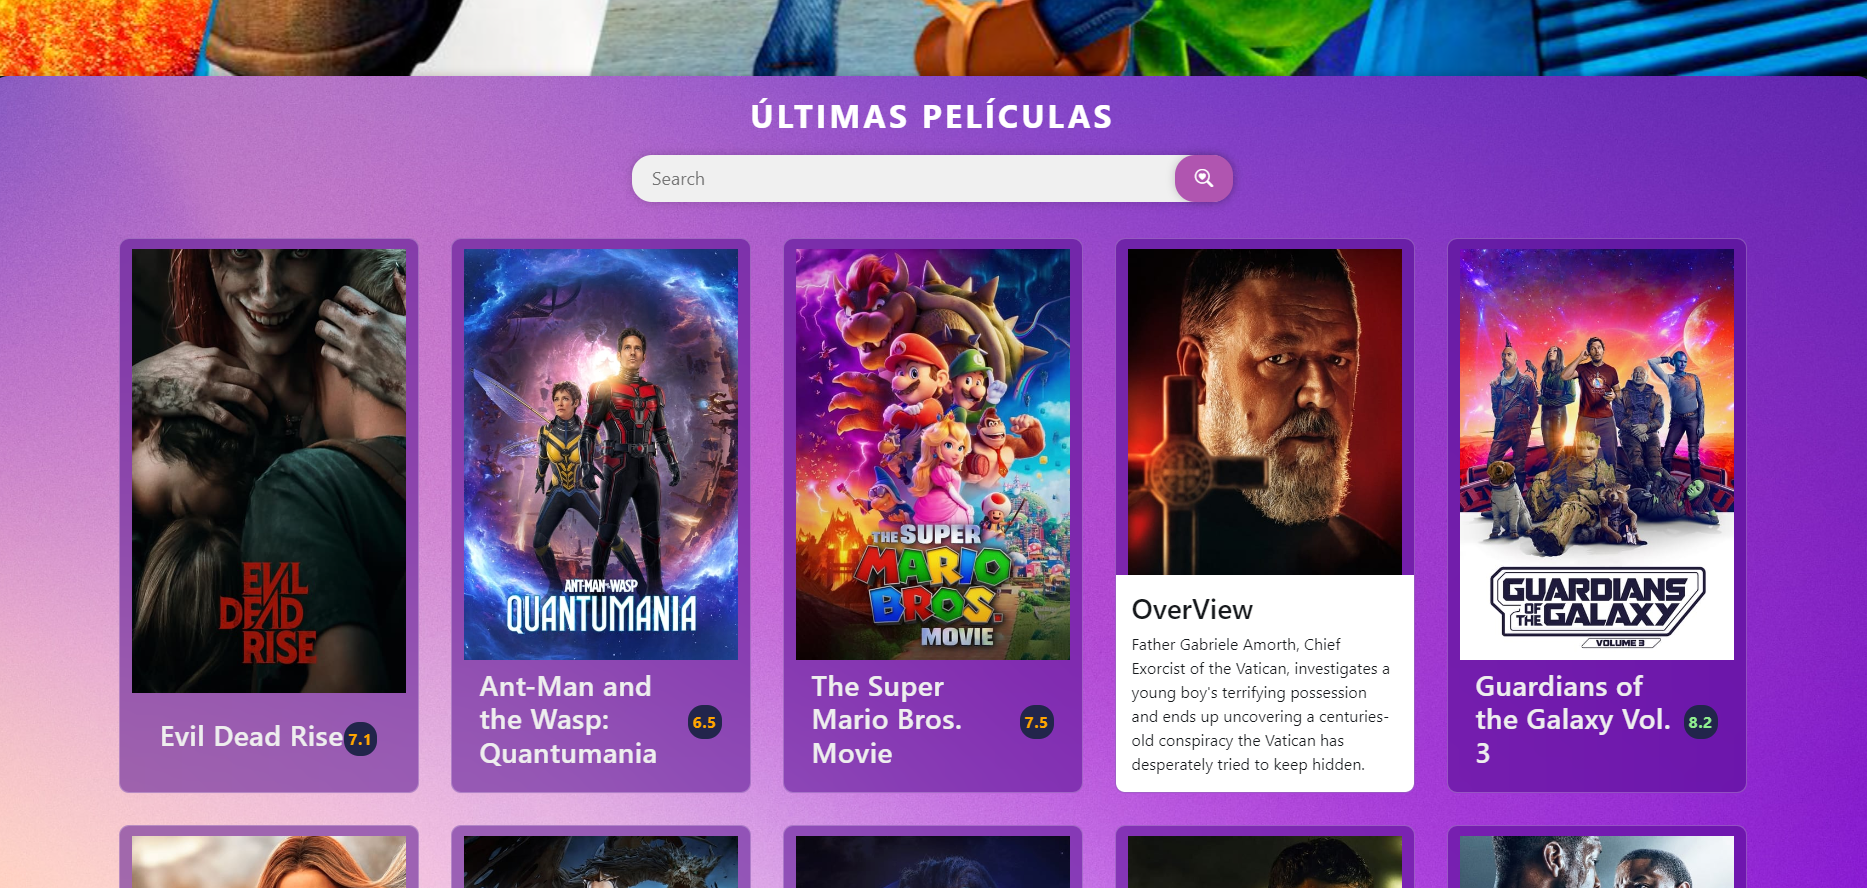 ÚLTIMAS PELÍCULAS
Search
EVIL
DEAD
RISE
Evil Dead Rise
7.1
ANT-MAN AND THE WASP
QUANTUMANIA
Ant-Man and
the Wasp:
Quantumania
6.5
THE SUPER
MARIO
BROS.
MOVIE
The Super
Mario Bros.
Movie
7.5
OverView
Father Gabriele Amorth, Chief
Exorcist of the Vatican, investigates a
young boy's terrifying possession
and ends up uncovering a centuries-
old conspiracy the Vatican has
desperately tried to keep hidden.
GUARDIANS
OF THE GALAXY
VOLUME 3
Guardians of
the Galaxy Vol.
3
8.2